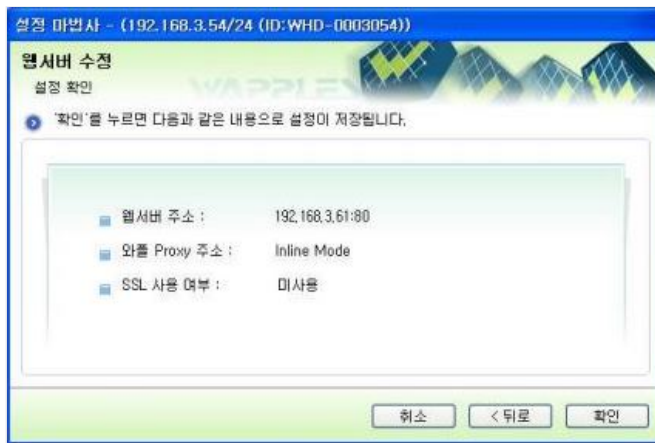 설정 마법사 - (192.168.3.54/24 (ID:WHD-0003054))
웹서버 수정
설정 확인
WAPPLES
'확인'를 누르면 다음과 같은 내용으로 설정이 저장됩니다.
웹서버 주소 : 192.168.3.61:80
와플 Proxy 주소 : Inline Mode
SSL 사용 여부 : 미사용
취소 < 뒤로 확인